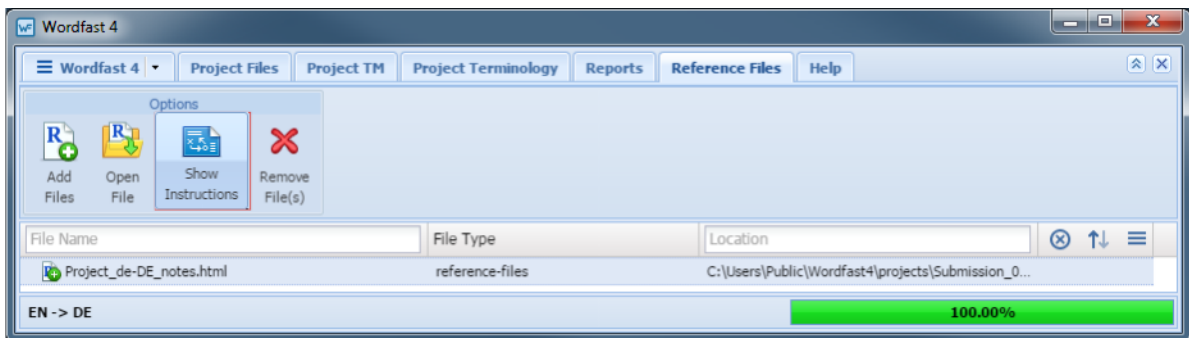 Wordfast 4
Wordfast 4 Project Files Project TM Project Terminology Reports Reference Files Help
Options
Add Files Open File Show Instructions Remove File(s)
File Name File Type Location
Project_de-DE_notes.html reference-files C:\Users\Public\Wordfast4\projects\Submission_0...
EN -> DE 100.00%